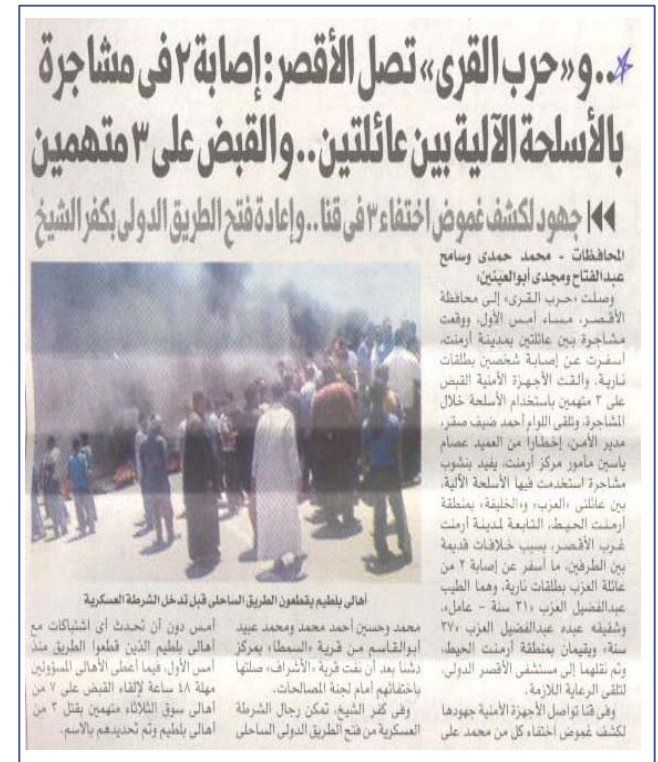 ..و«حرب القرى» تصل الأقصر: إصابة ٢ فى مشاجرة
بالأسلحة الآلية بين عائلتين.. والقبض على ٣ متهمين
جهود لكشف غموض اختفاء ٣ فى قنا.. وإعادة فتح الطريق الدولى بكفر الشيخ
المحافظات - محمد حمدى وسامح
عبدالفتاح ومجدى أبوالعينين:
وصلت «حرب القرى» إلى محافظة
الأقصر، مساء أمس الأول، ووقعت
مشاجرة بين عائلتين بمدينة أرمنت،
أسفرت عن إصابة شخصين بطلقات
نارية، وألقت الأجهزة الأمنية القبض
على ٣ متهمين باستخدام الأسلحة خلال
المشاجرة، وتلقى اللواء أحمد ضيف صقر،
مدير الأمن، إخطارا من العميد عصام
ياسين مأمور مركز أرمنت، يفيد بنشوب
مشاجرة استخدمت فيها الأسلحة الآلية،
بين عائلتى «العزب» و«الخليفة» بمنطقة
أرمنت الحيط، التابعة لمدينة أرمنت
غرب الأقصر، بسبب خلافات قديمة
بين الطرفين، ما أسفر عن إصابة ٢ من
عائلة العزب بطلقات نارية، وهما الطيب
عبدالفضيل العزب «٣١ سنة - عامل»،
وشقيقه عبده عبدالفضيل العزب «٢٧
سنة» ويقيمان بمنطقة أرمنت الحيط،
وتم نقلهما إلى مستشفى الأقصر الدولى،
لتلقى الرعاية اللازمة.
وفى قنا تواصل الأجهزة الأمنية جهودها
لكشف غموض اختفاء كل من محمد على
أهالى بلطيم يقطعون الطريق الساحلى قبل تدخل الشرطة العسكرية
محمد وحسين أحمد محمد ومحمد عبيد
أبوالقاسم من قرية «السمطا» بمركز
دشنا بعد أن نفت قرية «الأشراف» صلتها
باختفائهم أمام لجنة المصالحات.
وفى كفر الشيخ، تمكن رجال الشرطة
العسكرية من فتح الطريق الدولى الساحلى
أمس دون أن تحدث أى اشتباكات مع
أهالى بلطيم الذين قطعوا الطريق منذ
أمس الأول، فيما أعطى الأهالى المسؤولين
مهلة ٤٨ ساعة لإلقاء القبض على ٧ من
أهالى سوق الثلاثاء متهمين بقتل ٣ من
أهالى بلطيم وتم تحديدهم بالاسم.